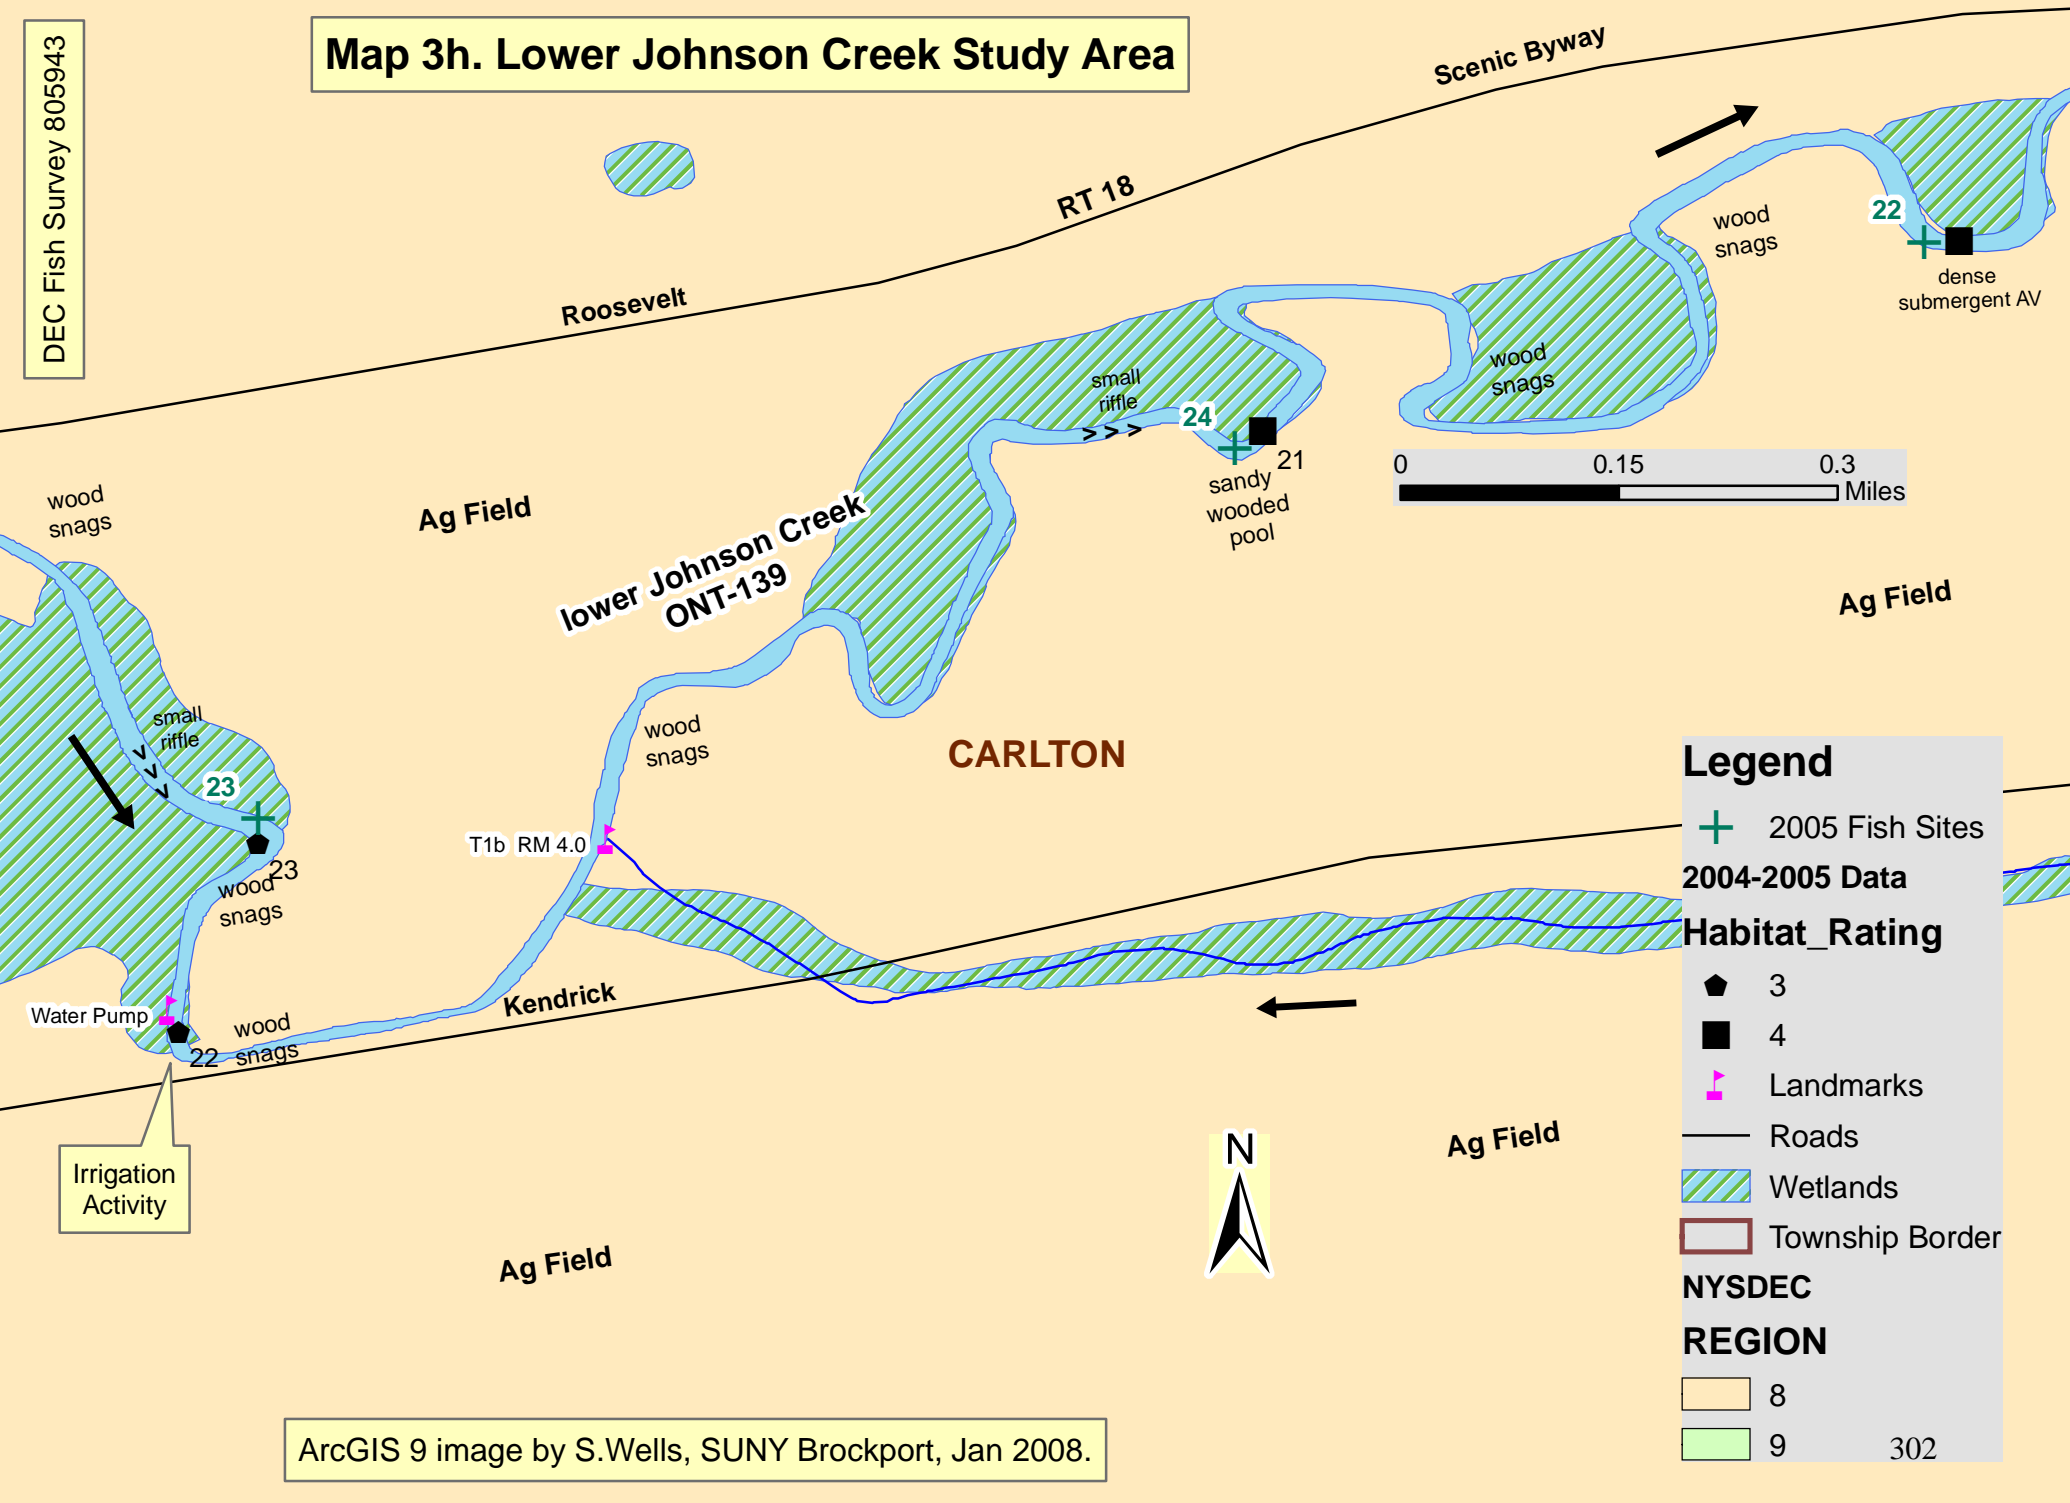 DEC Fish Survey 805943
Map 3h. Lower Johnson Creek Study Area
Scenic Byway
RT 18
Roosevelt
22
wood
snags
dense
submergent AV
wood
snags
small
riffle
24
21
sandy
wooded
pool
0 0.15 0.3
Miles
wood
snags
Ag Field
lower Johnson Creek
ONT-139
Ag Field
small
riffle
> > >
> > >
23
23
wood
snags
wood
snags
CARLTON
T1b RM 4.0
Water Pump
22
wood
snags
Kendrick
Irrigation
Activity
Ag Field
N
Ag Field
Legend
2005 Fish Sites
2004-2005 Data
Habitat_Rating
3
4
Landmarks
Roads
Wetlands
Township Border
NYSDEC
REGION
8
9
302
ArcGIS 9 image by S.Wells, SUNY Brockport, Jan 2008.